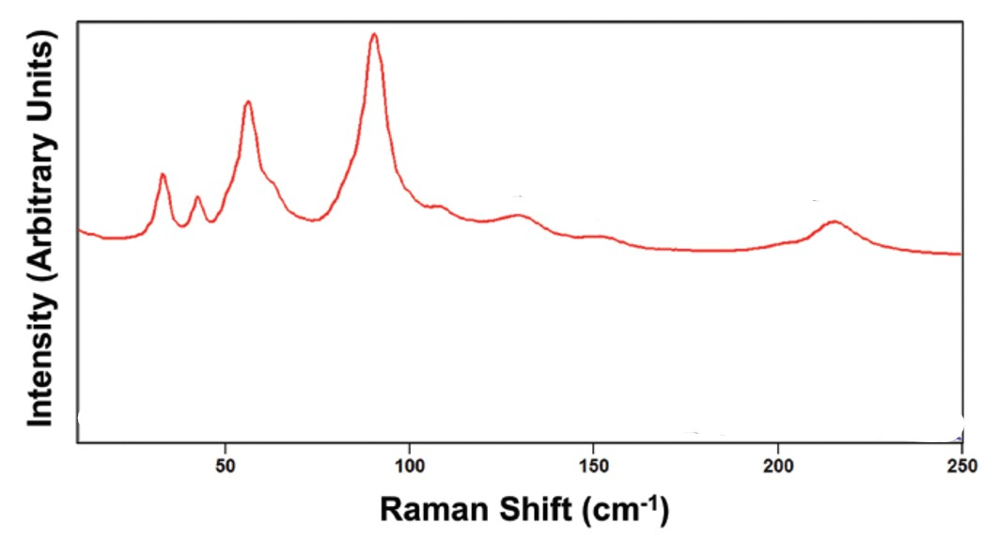 Intensity (Arbitrary Units)
50 100 150 200 250
Raman Shift (cm⁻¹)